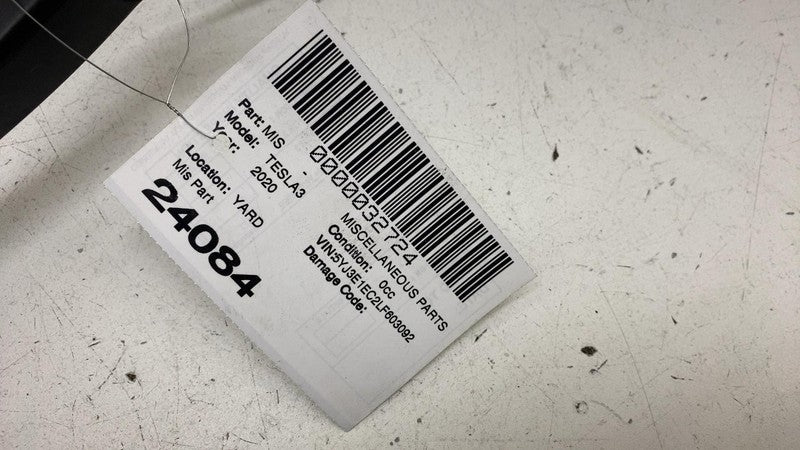 0000032724
Part: MIS - MISCELLANEOUS PARTS
Model: TESLA3 Condition: 0cc
Year: 2020 VIN:5YJ3E1EC2LF603092
Damage Code:
Location: YARD
Mis Part
24084